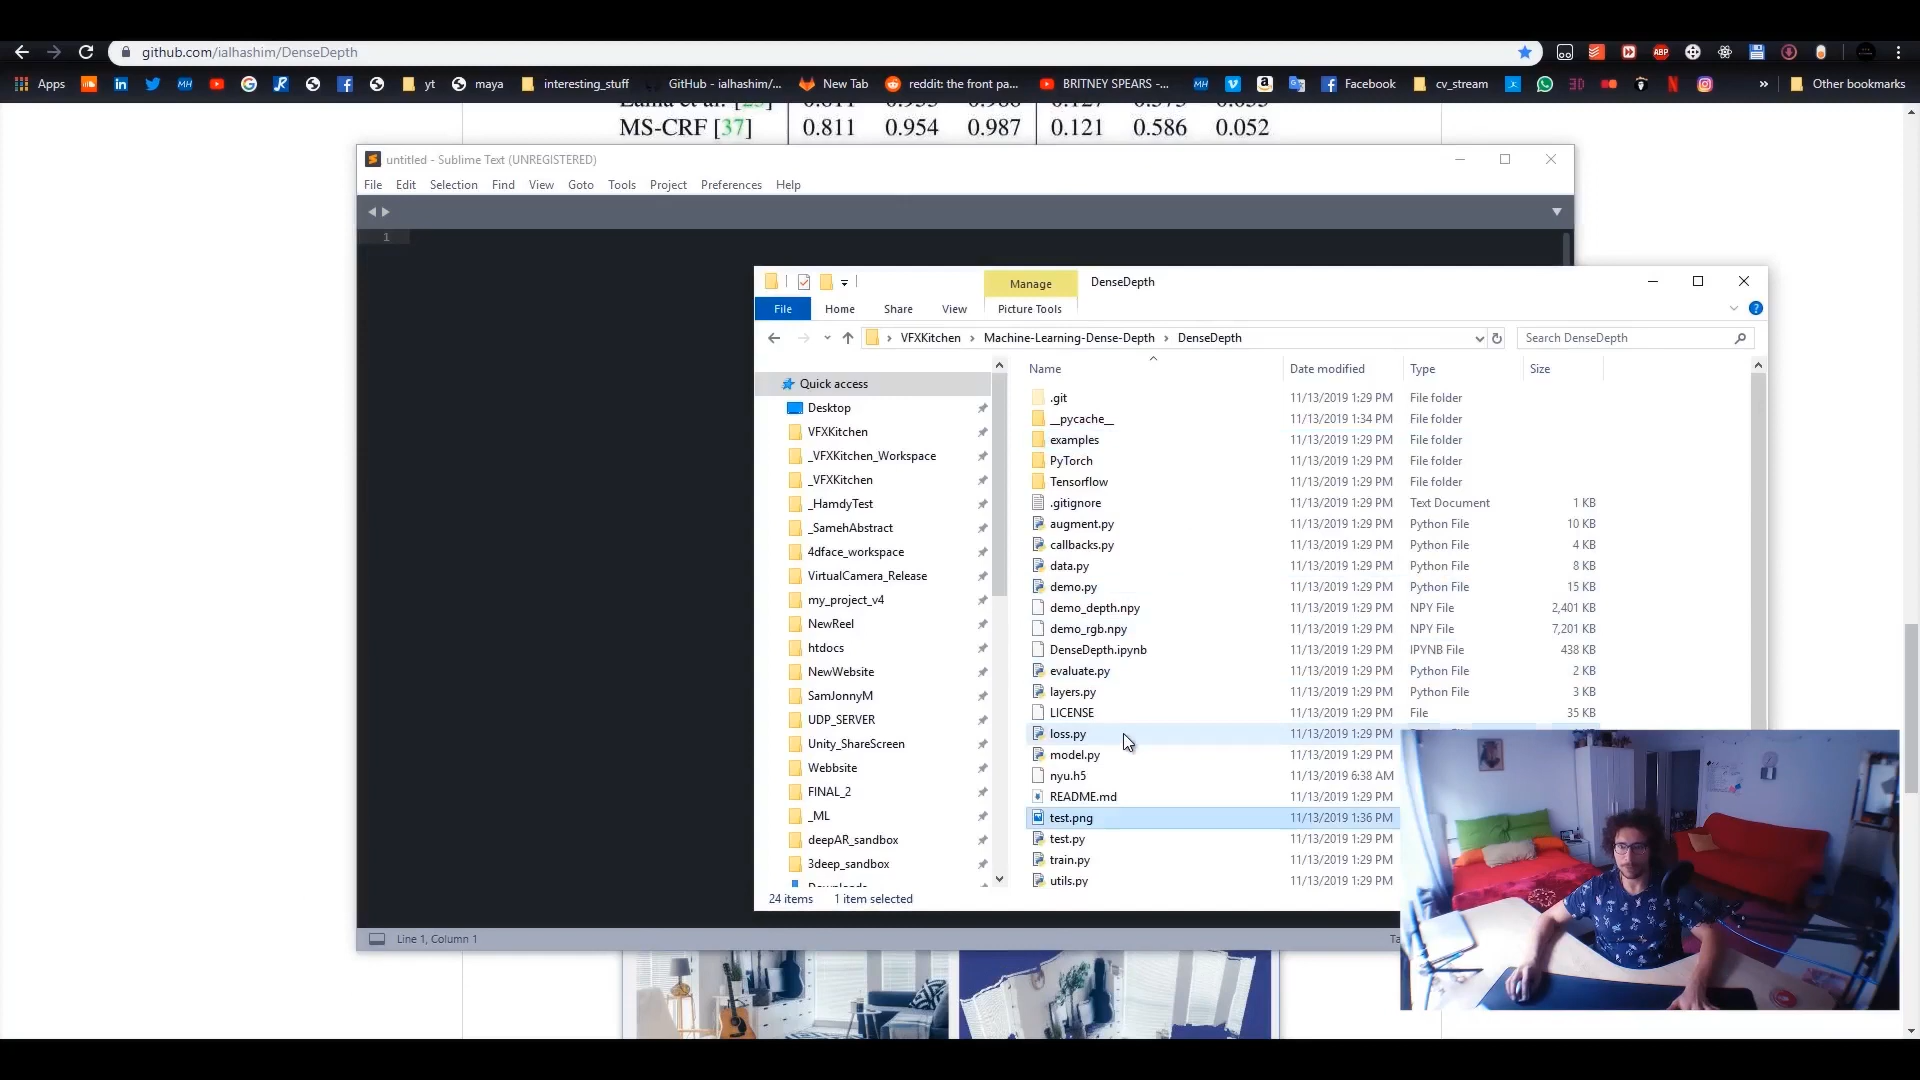 github.com/ialhashim/DenseDepth
Apps
yt
maya
interesting_stuff
GitHub - ialhashim/...
New Tab
reddit: the front pa...
BRITNEY SPEARS -...
Facebook
cv_stream
»
Other bookmarks
MS-CRF [37] 0.811 0.954 0.987 0.121 0.586 0.052
untitled - Sublime Text (UNREGISTERED)
File Edit Selection Find View Goto Tools Project Preferences Help
1
Manage DenseDepth
File Home Share View Picture Tools
VFXKitchen › Machine-Learning-Dense-Depth › DenseDepth
Search DenseDepth
Quick access
Desktop
VFXKitchen
_VFXKitchen_Workspace
_VFXKitchen
_HamdyTest
_SamehAbstract
4dface_workspace
VirtualCamera_Release
my_project_v4
NewReel
htdocs
NewWebsite
SamJonnyM
UDP_SERVER
Unity_ShareScreen
Webbsite
FINAL_2
_ML
deepAR_sandbox
3deep_sandbox
Name Date modified Type Size
.git 11/13/2019 1:29 PM File folder
__pycache__ 11/13/2019 1:34 PM File folder
examples 11/13/2019 1:29 PM File folder
PyTorch 11/13/2019 1:29 PM File folder
Tensorflow 11/13/2019 1:29 PM File folder
.gitignore 11/13/2019 1:29 PM Text Document 1 KB
augment.py 11/13/2019 1:29 PM Python File 10 KB
callbacks.py 11/13/2019 1:29 PM Python File 4 KB
data.py 11/13/2019 1:29 PM Python File 8 KB
demo.py 11/13/2019 1:29 PM Python File 15 KB
demo_depth.npy 11/13/2019 1:29 PM NPY File 2,401 KB
demo_rgb.npy 11/13/2019 1:29 PM NPY File 7,201 KB
DenseDepth.ipynb 11/13/2019 1:29 PM IPYNB File 438 KB
evaluate.py 11/13/2019 1:29 PM Python File 2 KB
layers.py 11/13/2019 1:29 PM Python File 3 KB
LICENSE 11/13/2019 1:29 PM File 35 KB
loss.py 11/13/2019 1:29 PM
model.py 11/13/2019 1:29 PM
nyu.h5 11/13/2019 6:38 AM
README.md 11/13/2019 1:29 PM
test.png 11/13/2019 1:36 PM
test.py 11/13/2019 1:29 PM
train.py 11/13/2019 1:29 PM
utils.py 11/13/2019 1:29 PM
24 items 1 item selected
Line 1, Column 1